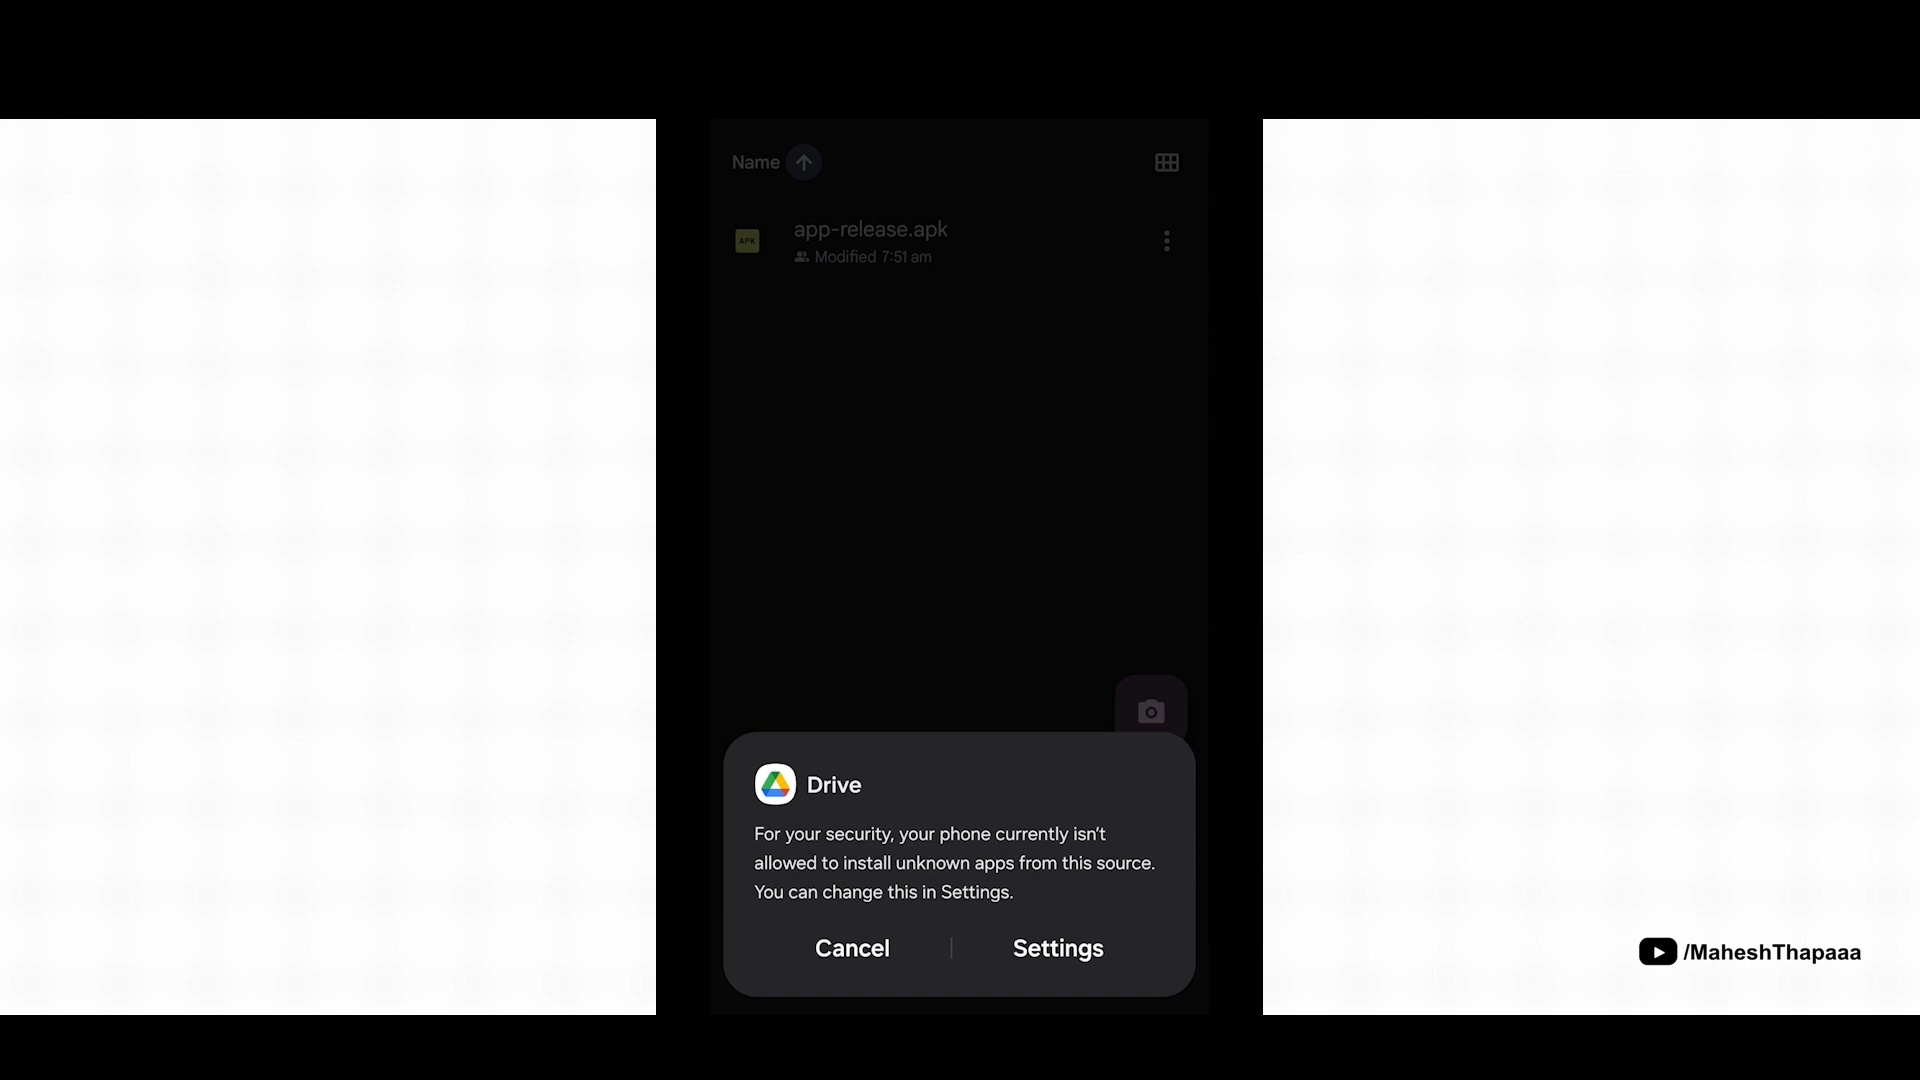 Name
APK
app-release.apk
Modified 7:51 am
Drive
For your security, your phone currently isn't
allowed to install unknown apps from this source.
You can change this in Settings.
Cancel
Settings
/MaheshThapaaa